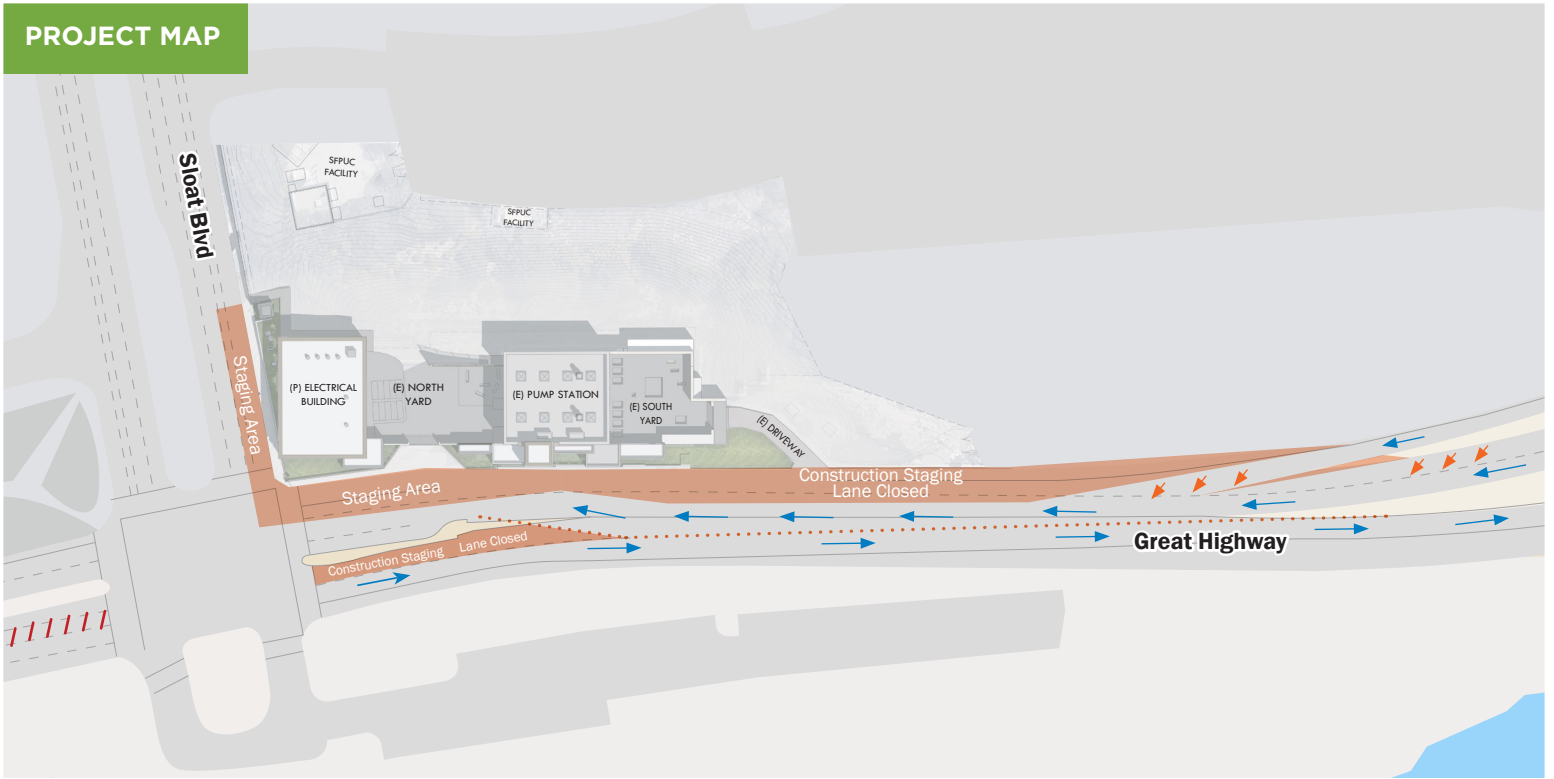 PROJECT MAP
Sloat Blvd
SFPUC
FACILITY
SFPUC
FACILITY
Staging Area
(P) ELECTRICAL
BUILDING
(E) NORTH
YARD
(E) PUMP STATION
(E) SOUTH
YARD
(E) DRIVEWAY
Staging Area
Construction Staging
Lane Closed
Construction Staging Lane Closed
Great Highway